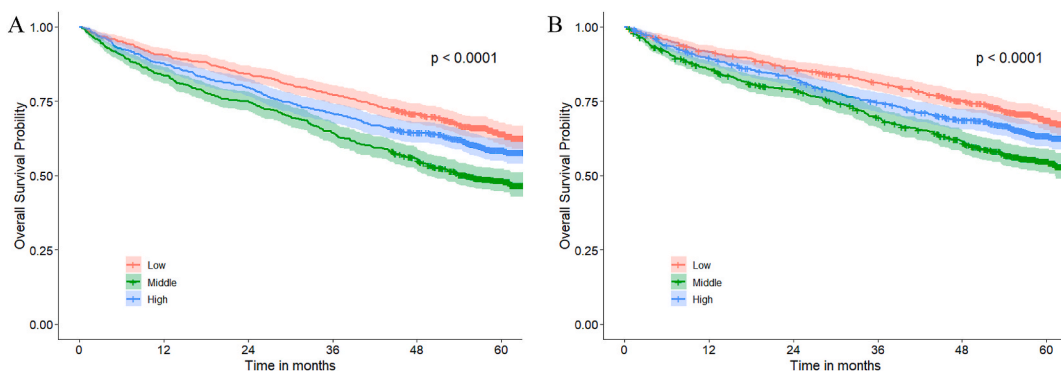 A
Overall Survival Probility
1.00
0.75
0.50
0.25
0.00
p < 0.0001
Low
Middle
High
0 12 24 36 48 60
Time in months
B
Overall Survival Probility
1.00
0.75
0.50
0.25
0.00
p < 0.0001
Low
Middle
High
0 12 24 36 48 60
Time in months